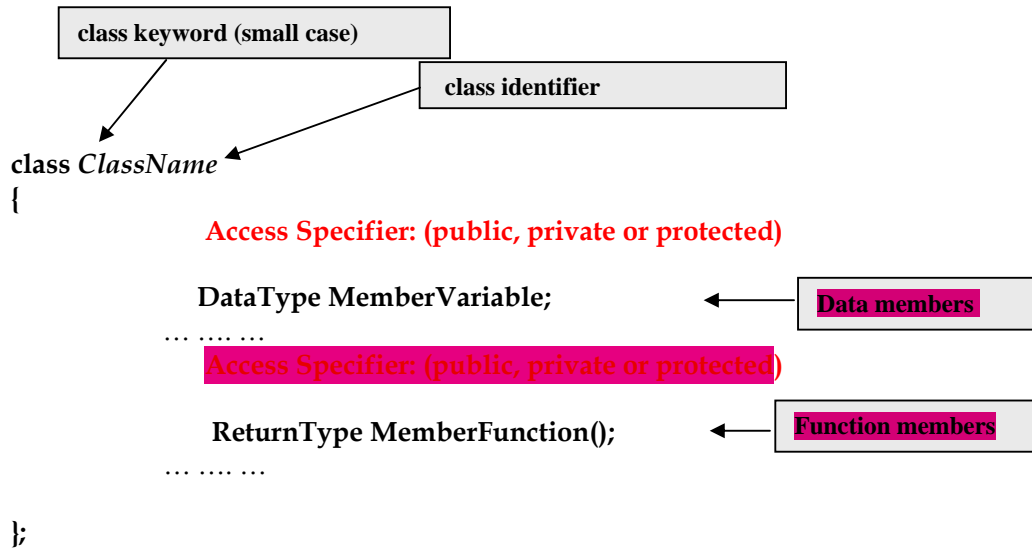 class keyword (small case)
class identifier
class ClassName
{
Access Specifier: (public, private or protected)
DataType MemberVariable;
Data members
… …. …
Access Specifier: (public, private or protected)
ReturnType MemberFunction();
Function members
… …. …
};